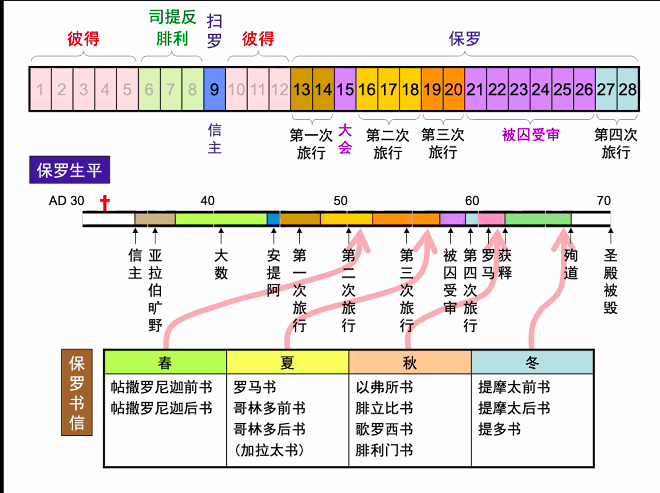 司提反
腓利
扫
罗
彼得
彼得
保罗
1 2 3 4 5 6 7 8 9 10 11 12 13 14 15 16 17 18 19 20 21 22 23 24 25 26 27 28
信主
第一次
旅行
大会
第二次
旅行
第三次
旅行
被囚受审
第四次
旅行
保罗生平
AD 30 40 50 60 70
信主
亚拉伯旷野
大数
安提阿
第一次旅行
第二次旅行
第三次旅行
被囚受审
第四次旅行
罗马
获释
殉道
圣殿被毁
保罗书信
春 夏 秋 冬
帖撒罗尼迦前书 罗马书 以弗所书 提摩太前书
帖撒罗尼迦后书 哥林多前书 腓立比书 提摩太后书
哥林多后书 歌罗西书 提多书
(加拉太书) 腓利门书